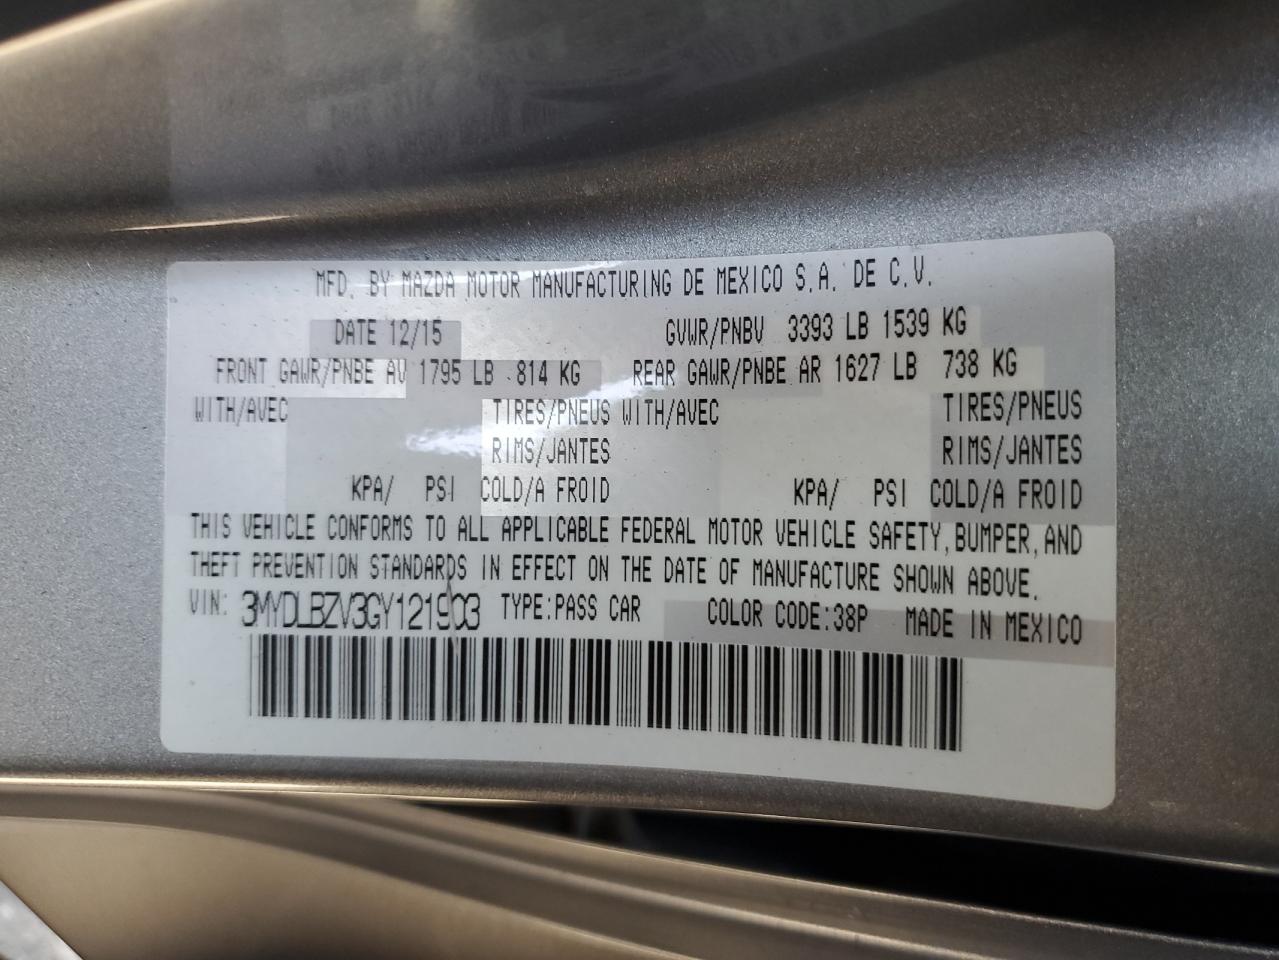 MFD. BY MAZDA MOTOR MANUFACTURING DE MEXICO S.A. DE C.V.
DATE 12/15 GVWR/PNBV 3393 LB 1539 KG
FRONT GAWR/PNBE AV 1795 LB 814 KG REAR GAWR/PNBE AR 1627 LB 738 KG
WITH/AVEC TIRES/PNEUS WITH/AVEC TIRES/PNEUS
RIMS/JANTES RIMS/JANTES
KPA/ PSI COLD/A FROID KPA/ PSI COLD/A FROID
THIS VEHICLE CONFORMS TO ALL APPLICABLE FEDERAL MOTOR VEHICLE SAFETY, BUMPER, AND
THEFT PREVENTION STANDARDS IN EFFECT ON THE DATE OF MANUFACTURE SHOWN ABOVE.
VIN: 3MYDLBZV3GY121903 TYPE:PASS CAR COLOR CODE:38P MADE IN MEXICO